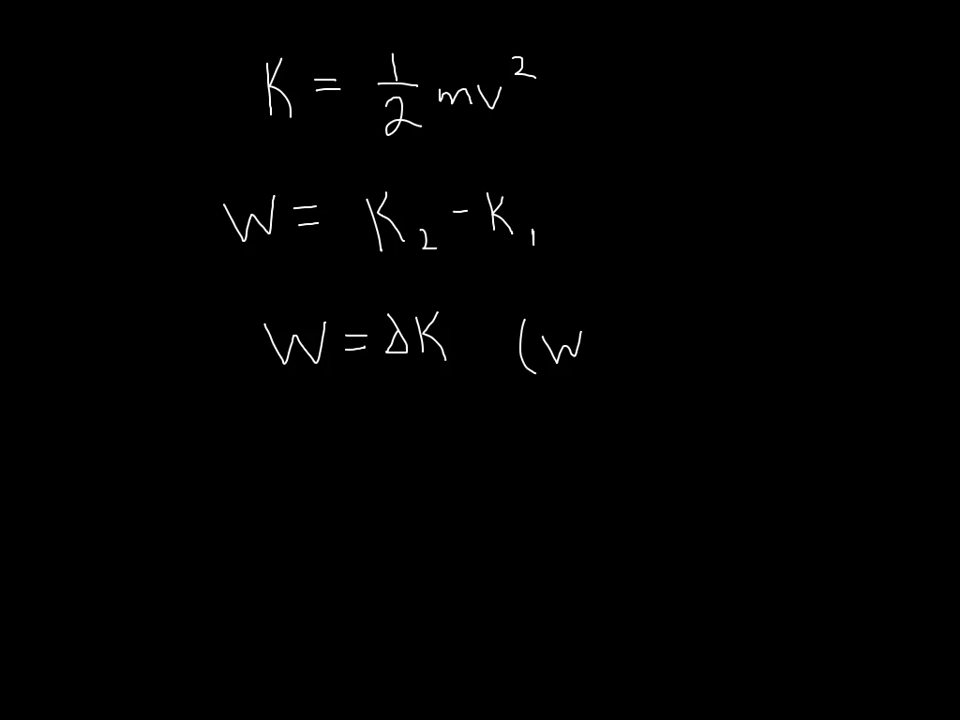 K = 1/2 mv²
W = K₂ - K₁
W = ΔK (w